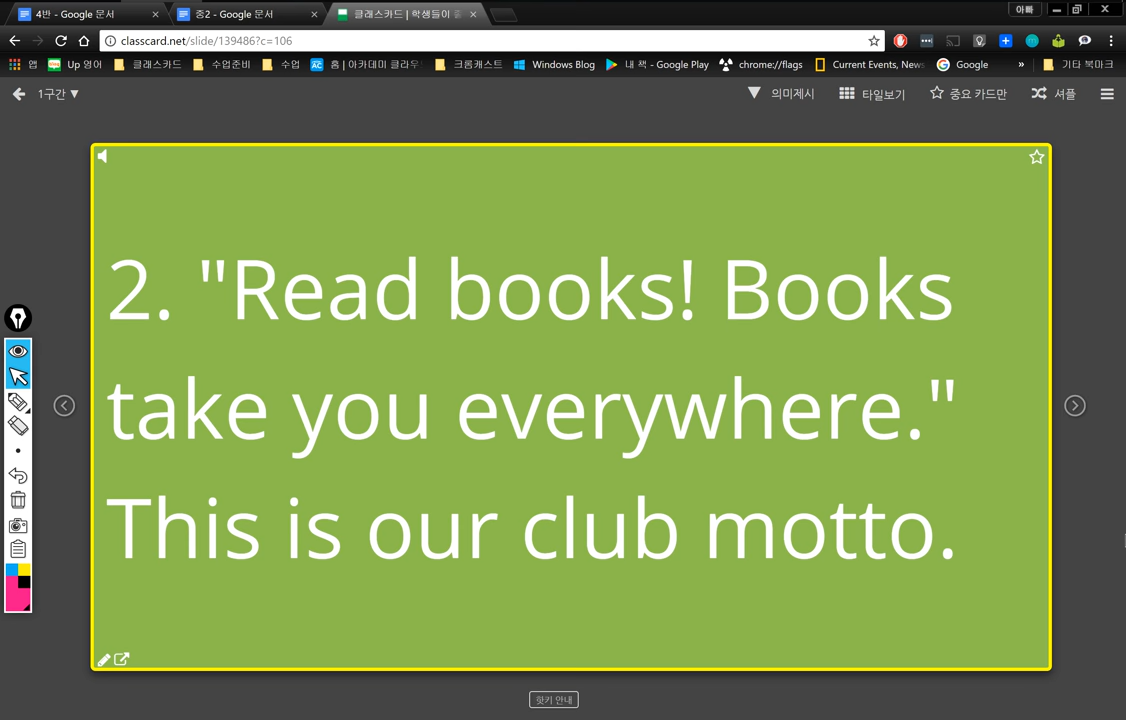 4반 - Google 문서
중2 - Google 문서
클래스카드 | 학생들이 좋
아빠
classcard.net/slide/139486?c=106
앱
Up 영어
클래스카드
수업준비
수업
홈 | 아카데미 클라우
크롬캐스트
Windows Blog
내 책 - Google Play
chrome://flags
Current Events, News
Google
»
기타 북마크
1구간 ▼
▼ 의미제시
타일보기
중요 카드만
셔플
2. "Read books! Books
take you everywhere."
This is our club motto.
핫키 안내